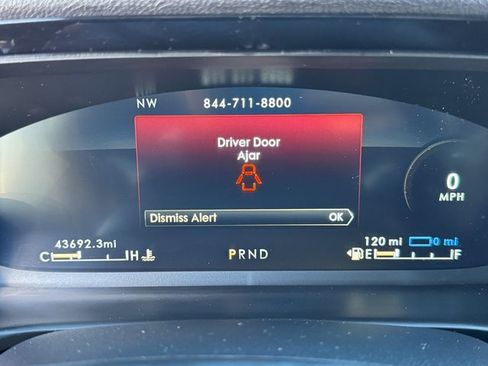 NW 844-711-8800
Driver Door
Ajar
Dismiss Alert OK
0
MPH
43692.3mi PRND 120 mi 0 mi
C H E F